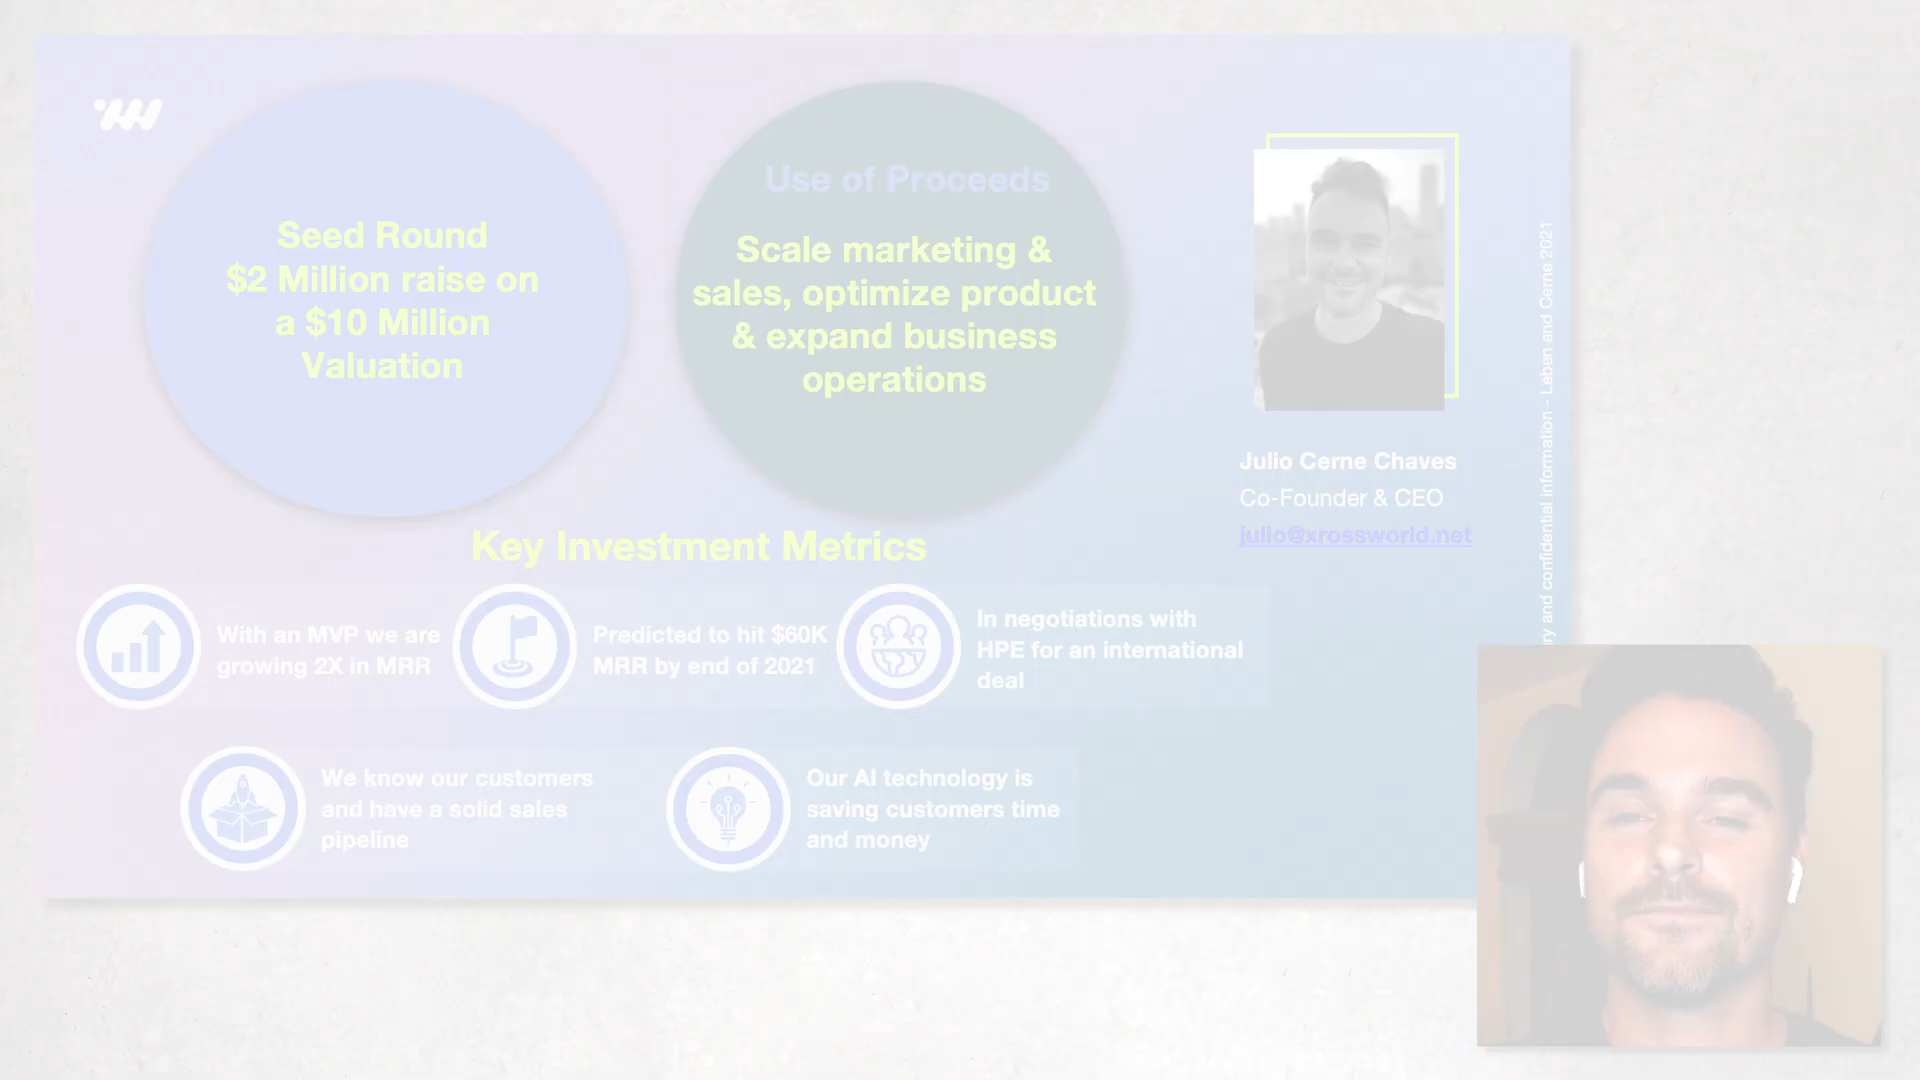 Seed Round
$2 Million raise on
a $10 Million
Valuation
Use of Proceeds
Scale marketing &
sales, optimize product
& expand business
operations
Julio Cerne Chaves
Co-Founder & CEO
julio@xrossworld.net
and confidential information - Leben and Cerne 2021
Key Investment Metrics
With an MVP we are
growing 2X in MRR
Predicted to hit $60K
MRR by end of 2021
In negotiations with
HPE for an international
deal
We know our customers
and have a solid sales
pipeline
Our AI technology is
saving customers time
and money